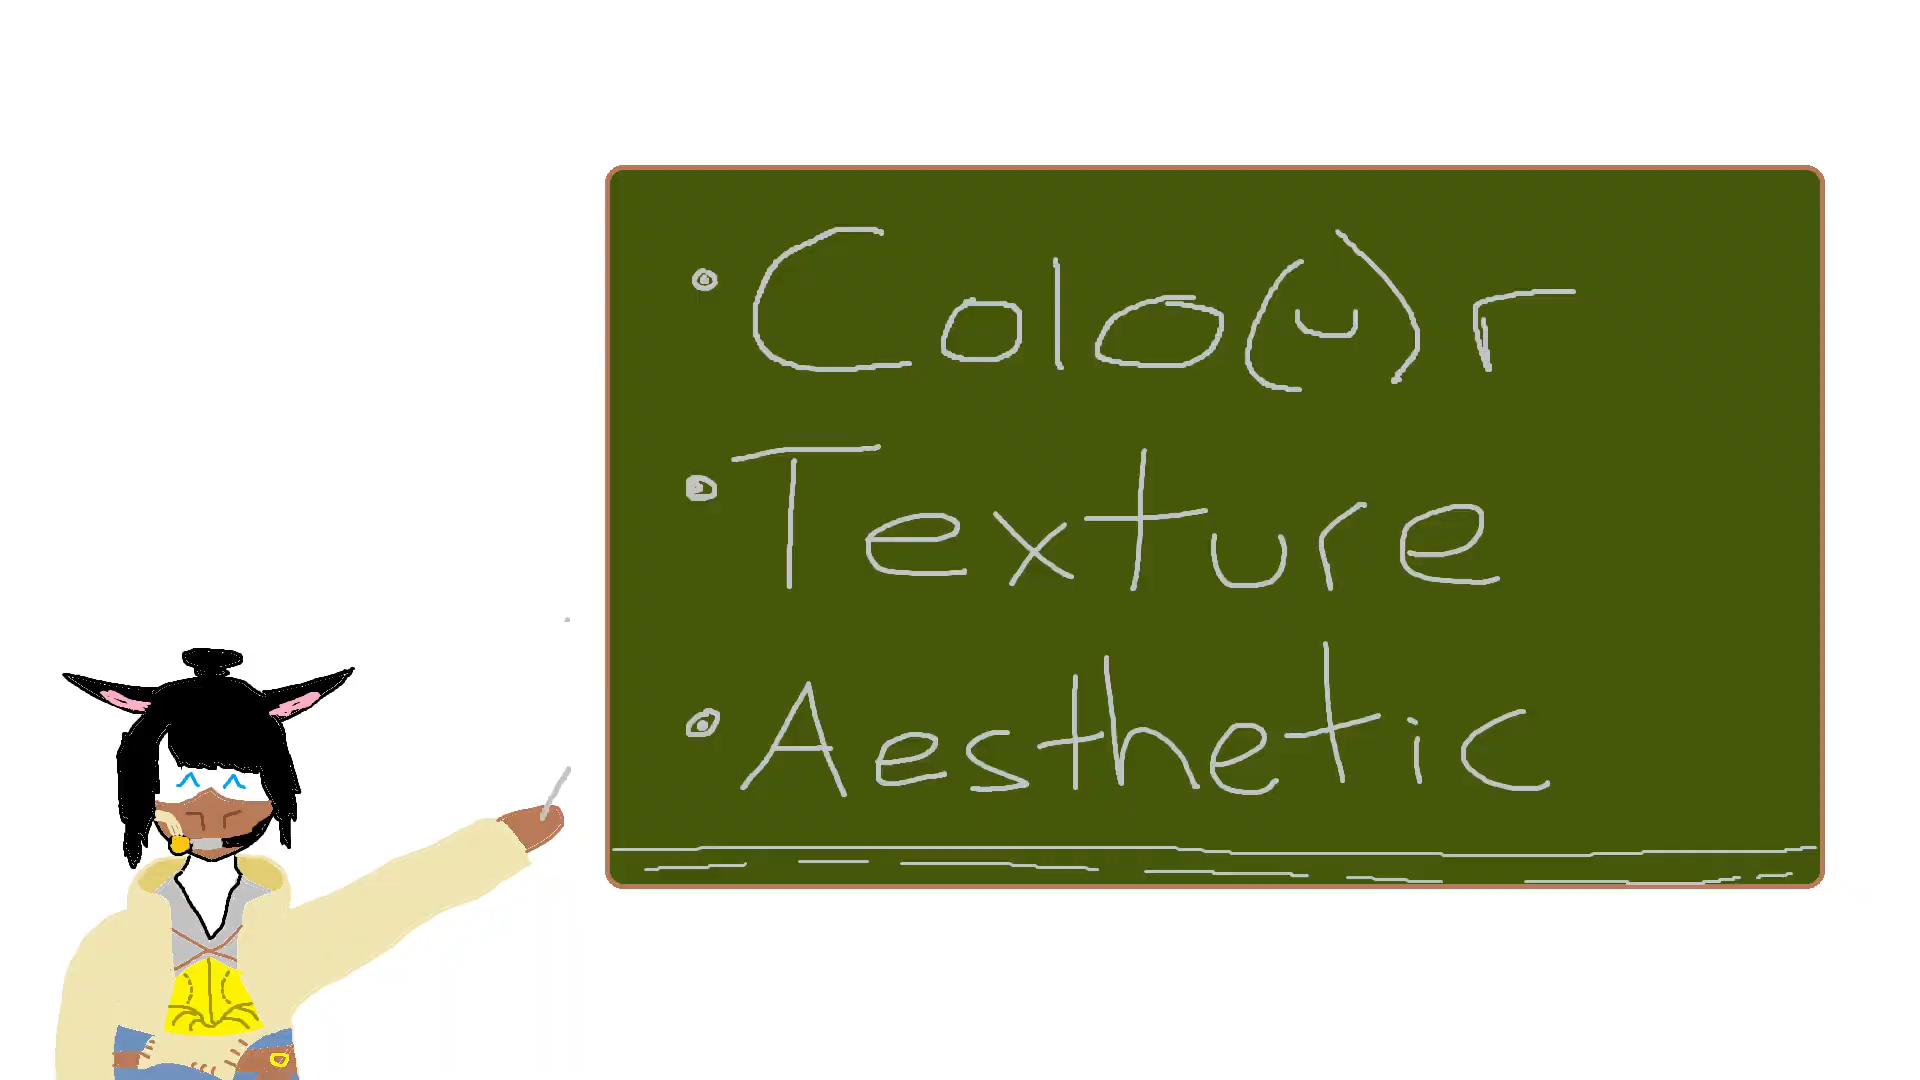 • Colo(u)r
• Texture
• Aesthetic